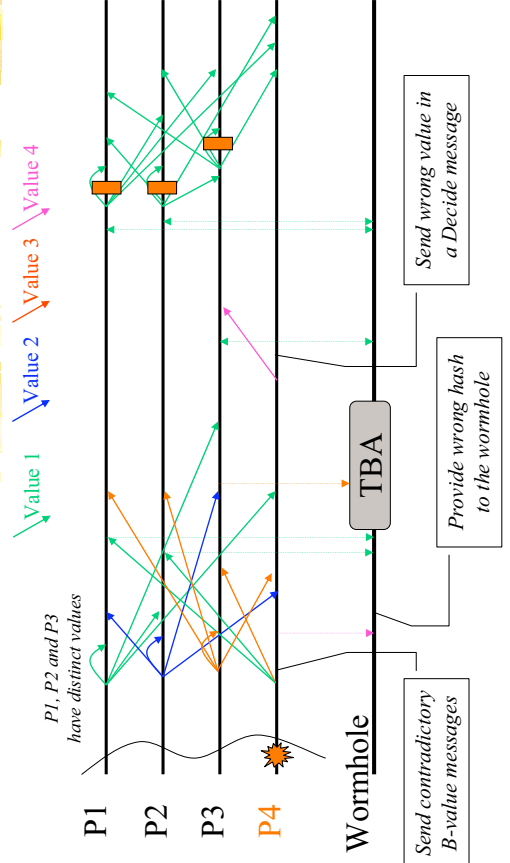 Value 1
Value 2
Value 3
Value 4
P1, P2 and P3
have distinct values
P1
P2
P3
P4
Wormhole
TBA
Send contradictory
B-value messages
Provide wrong hash
to the wormhole
Send wrong value in
a Decide message